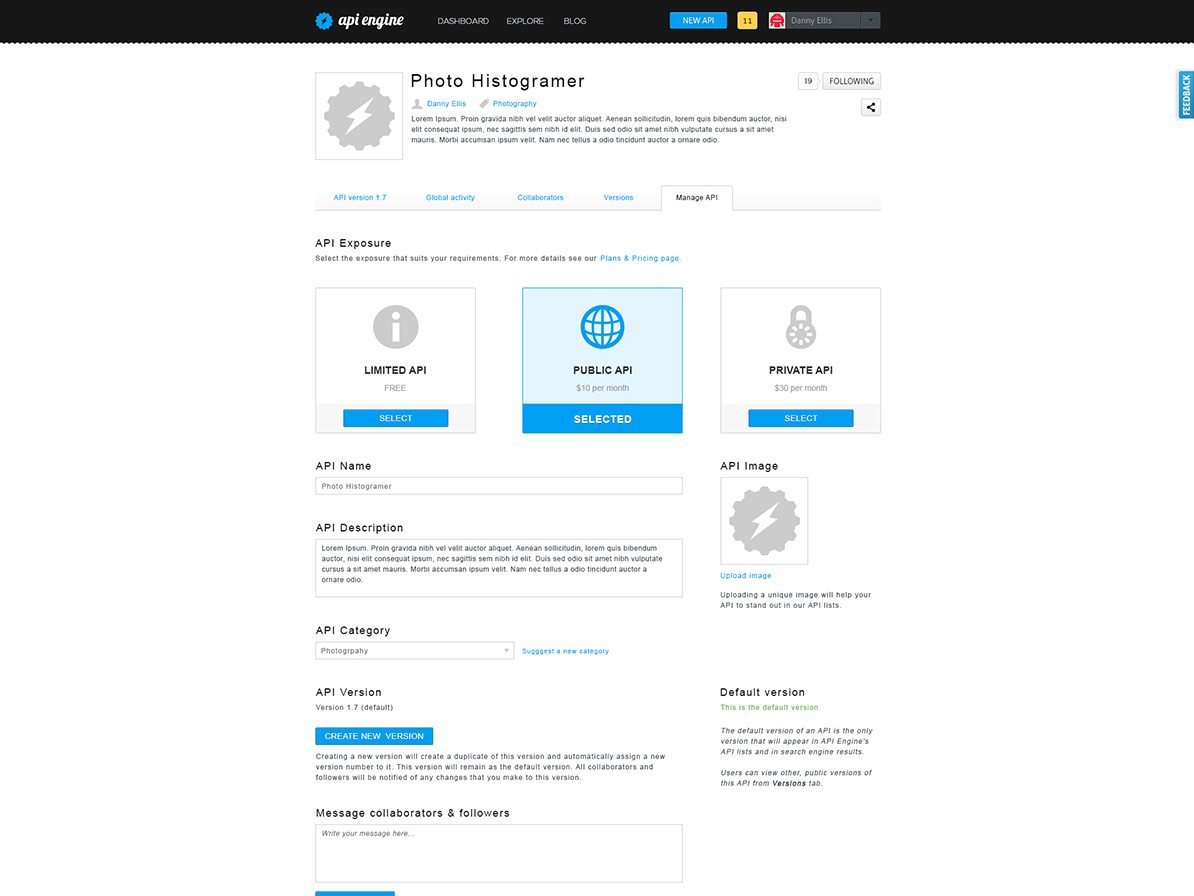 api engine
DASHBOARD
EXPLORE
BLOG
NEW API
11
Danny Ellis
FEEDBACK
Photo Histogramer
19
FOLLOWING
Danny Ellis
Photography
Lorem Ipsum. Proin gravida nibh vel velit auctor aliquet. Aenean sollicitudin, lorem quis bibendum auctor, nisi
elit consequat ipsum, nec sagittis sem nibh id elit. Duis sed odio sit amet nibh vulputate cursus a sit amet
mauris. Morbi accumsan ipsum velit. Nam nec tellus a odio tincidunt auctor a ornare odio.
API version 1.7
Global activity
Collaborators
Versions
Manage API
API Exposure
Select the exposure that suits your requirements. For more details see our Plans & Pricing page.
LIMITED API
FREE
SELECT
PUBLIC API
$10 per month
SELECTED
PRIVATE API
$30 per month
SELECT
API Name
Photo Histogramer
API Image
Upload image
Uploading a unique image will help your
API to stand out in our API lists.
API Description
Lorem Ipsum. Proin gravida nibh vel velit auctor aliquet. Aenean sollicitudin, lorem quis bibendum
auctor, nisi elit consequat ipsum, nec sagittis sem nibh id elit. Duis sed odio sit amet nibh vulputate
cursus a sit amet mauris. Morbi accumsan ipsum velit. Nam nec tellus a odio tincidunt auctor a
ornare odio.
API Category
Photogrpahy
Sugggest a new category
API Version
Version 1.7 (default)
CREATE NEW VERSION
Creating a new version will create a duplicate of this version and automatically assign a new
version number to it. This version will remain as the default version. All collaborators and
followers will be notified of any changes that you make to this version.
Default version
This is the default version
The default version of an API is the only
version that will appear in API Engine's
API lists and in search engine results.
Users can view other, public versions of
this API from Versions tab.
Message collaborators & followers
Write your message here...